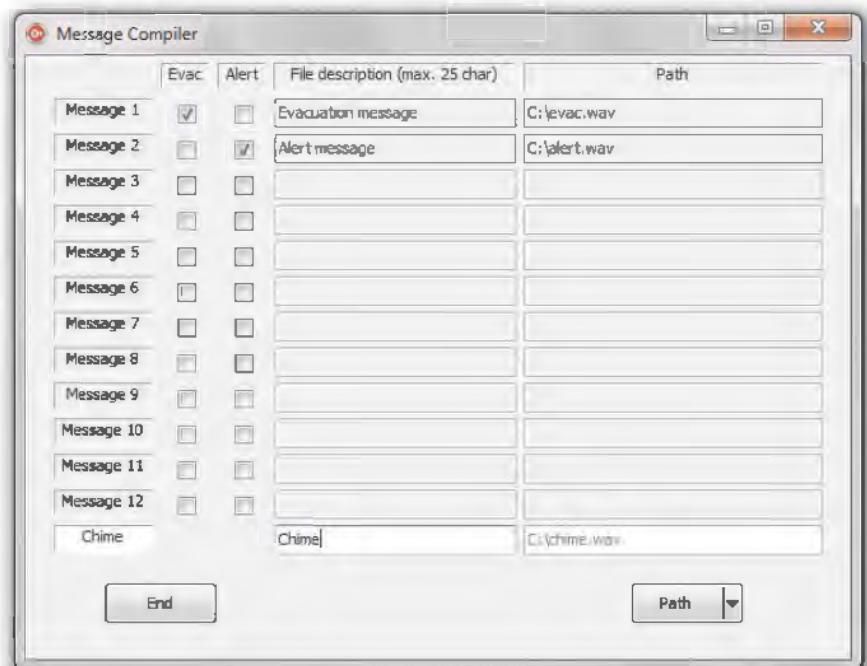 Message Compiler
Evac Alert File description (max. 25 char) Path
Message 1 Evacuation message C:\evac.wav
Message 2 Alert message C:\alert.wav
Message 3
Message 4
Message 5
Message 6
Message 7
Message 8
Message 9
Message 10
Message 11
Message 12
Chime Chime C:\chime.wav
End Path